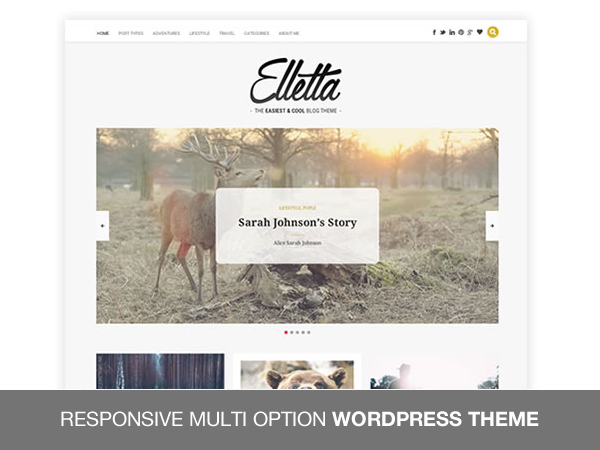 HOME POST TYPES ADVENTURES LIFESTYLE TRAVEL CATEGORIES ABOUT ME
Elletta
- THE EASIEST & COOL BLOG THEME -
LIFESTYLE, PEOPLE
Sarah Johnson's Story
Alice Sarah Johnson
RESPONSIVE MULTI OPTION WORDPRESS THEME